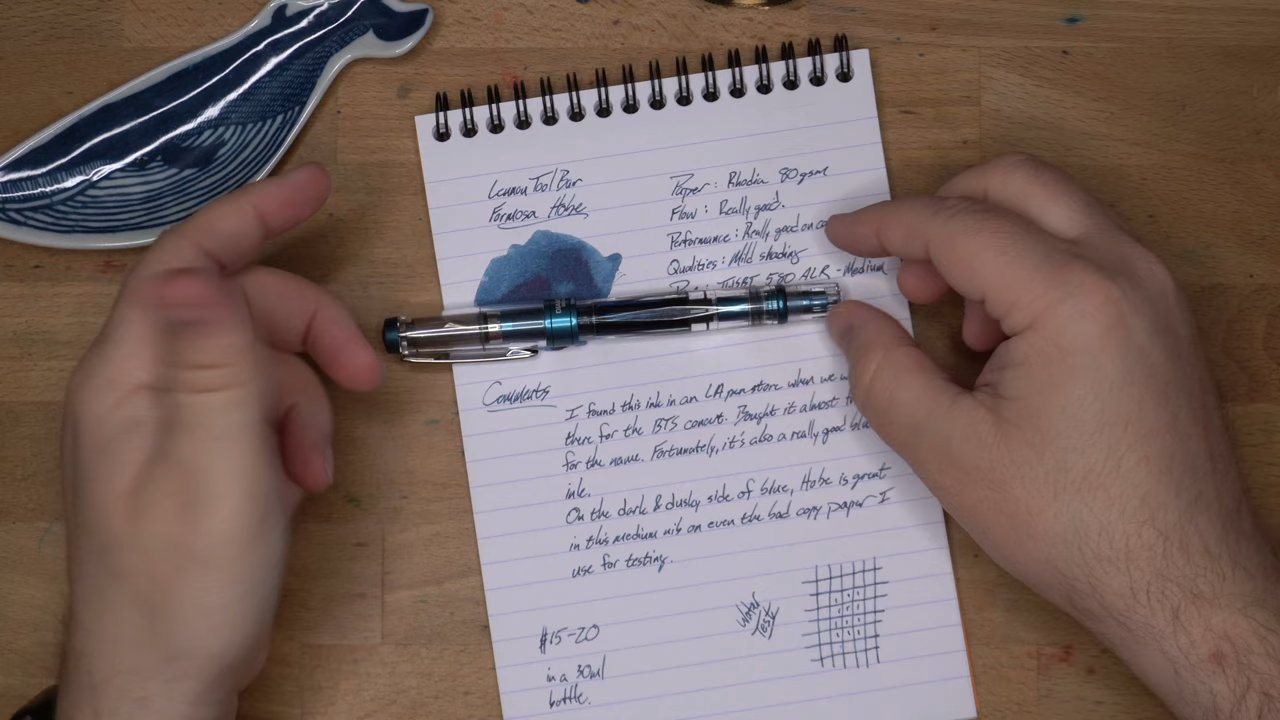 Lennon Tool Bar
Formosa Hobe
Paper: Rhodia 80gsm
Flow: Really good.
Performance: Really good on
Qualities: Mild shading
TWSBI 580 ALR - Medium
Comments
I found this ink in an LA pen store when we
there for the BTS concert. Bought it almost
for the name. Fortunately, it's also a really good
ink.
On the dark & dusky side of blue, Hobe is great
in this medium nib on even the bad copy paper I
use for testing.
Water
Test
$15-20
in a 30ml
bottle.